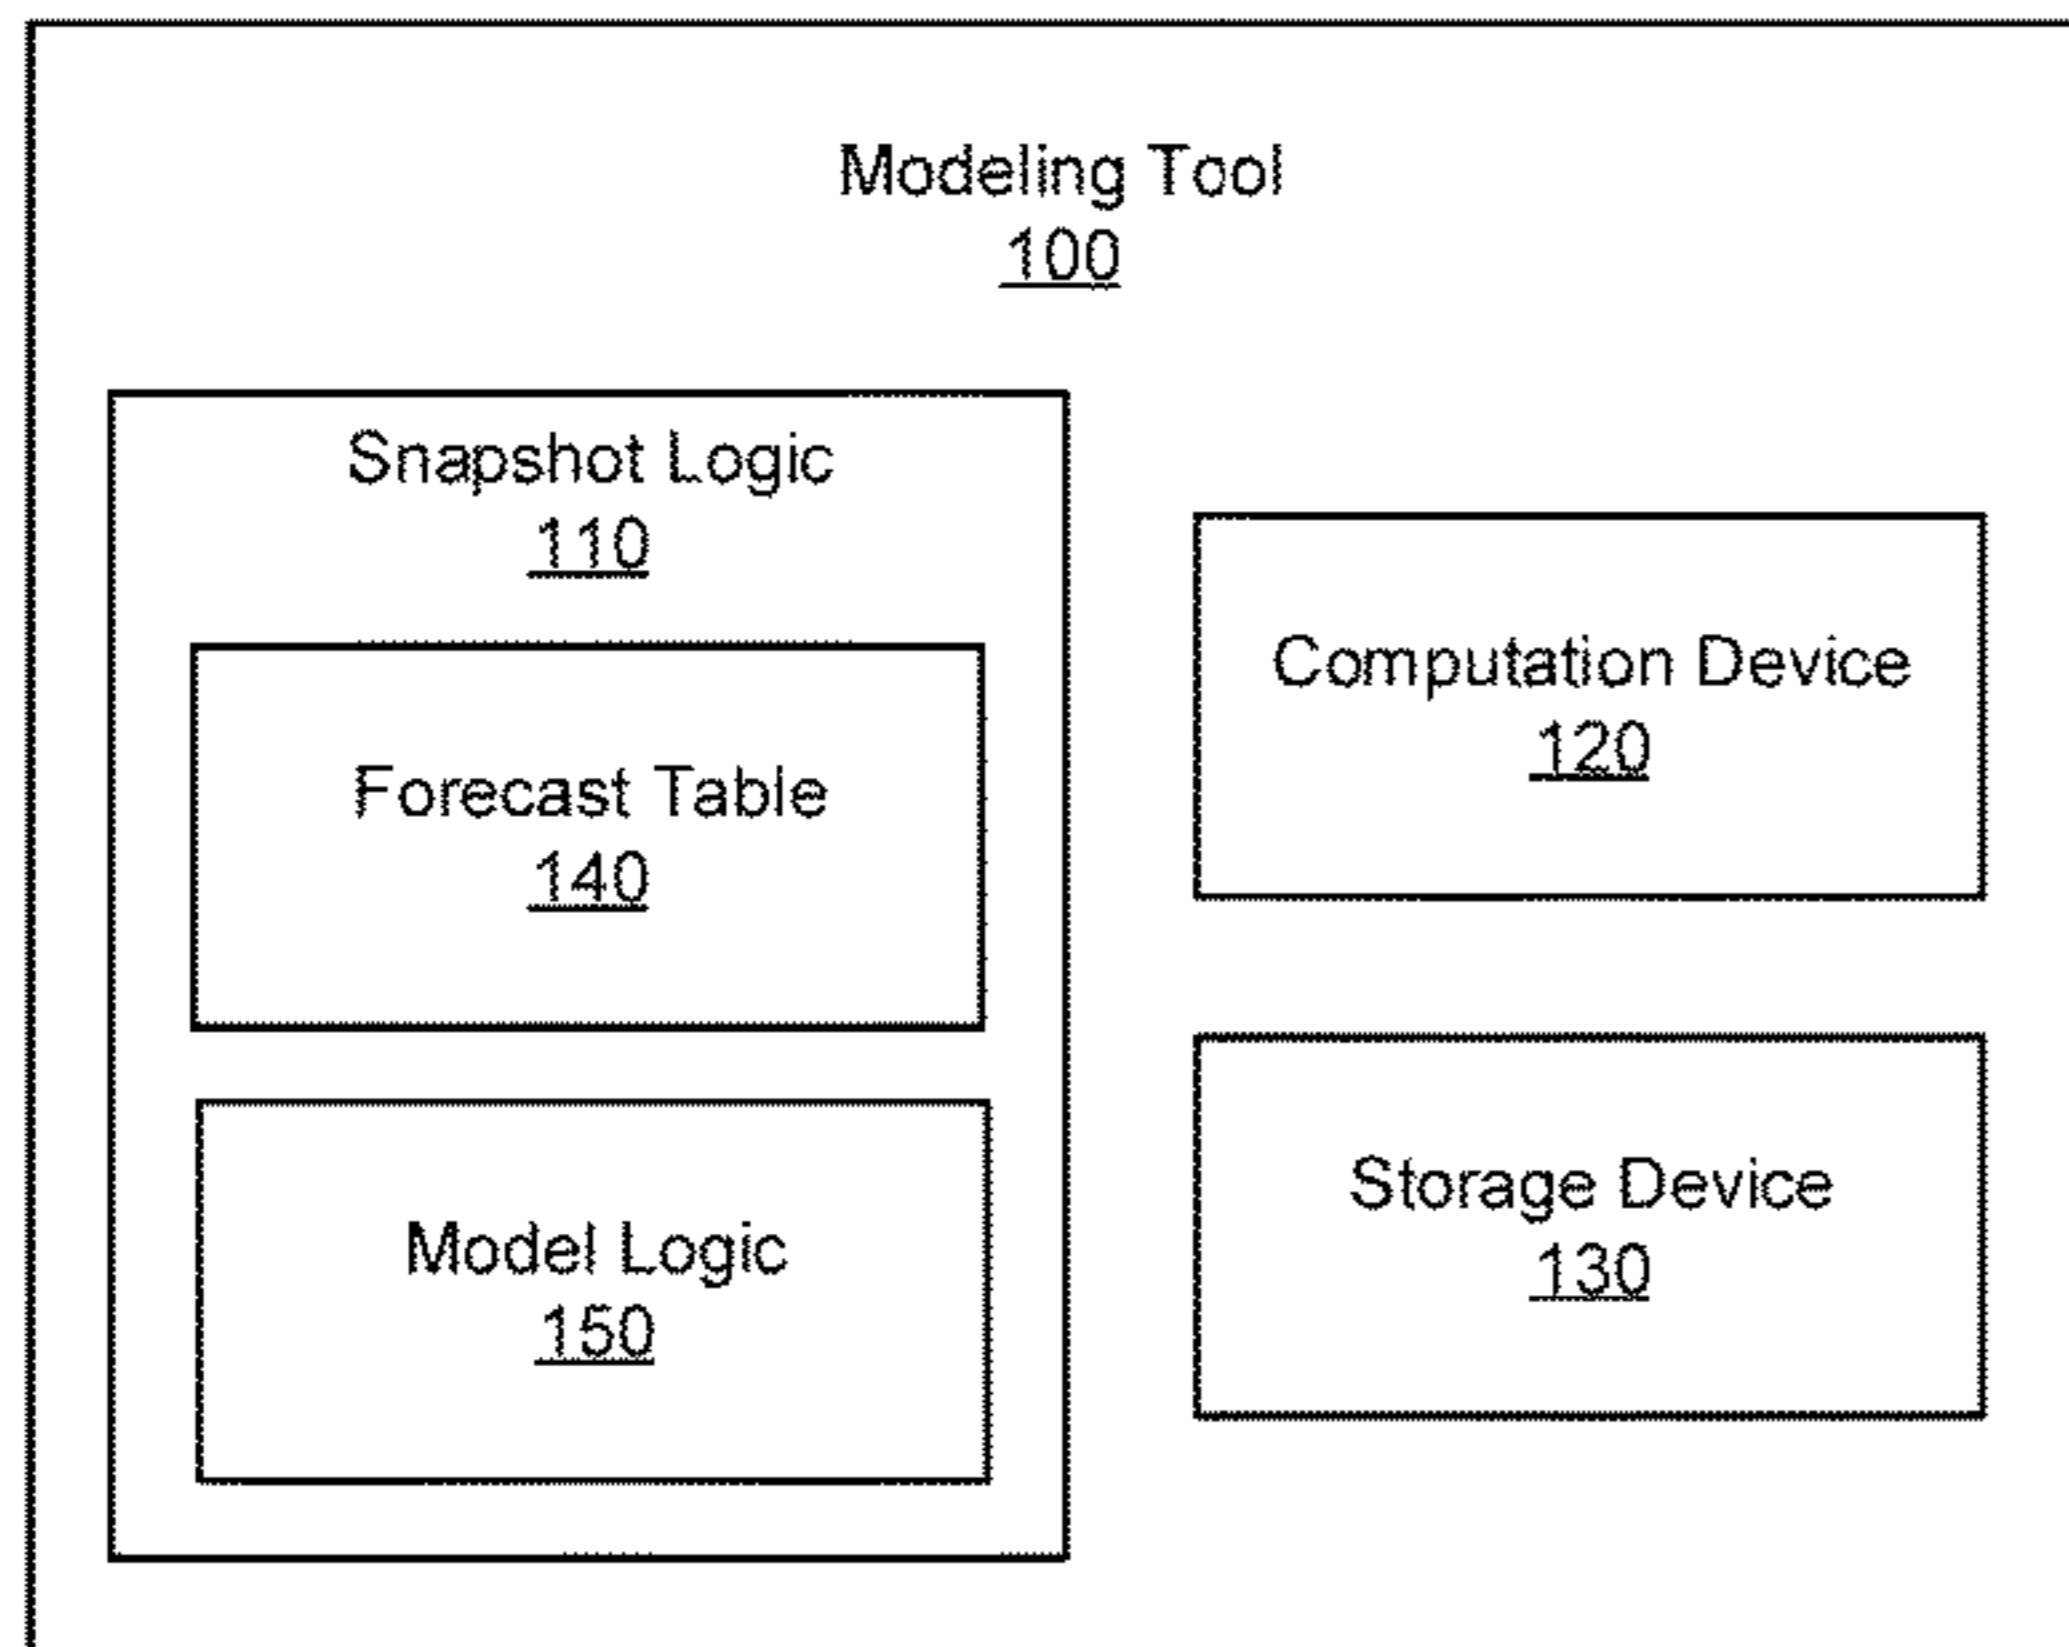 Modeling Tool
100
Snapshot Logic
110
Forecast Table
140
Model Logic
150
Computation Device
120
Storage Device
130